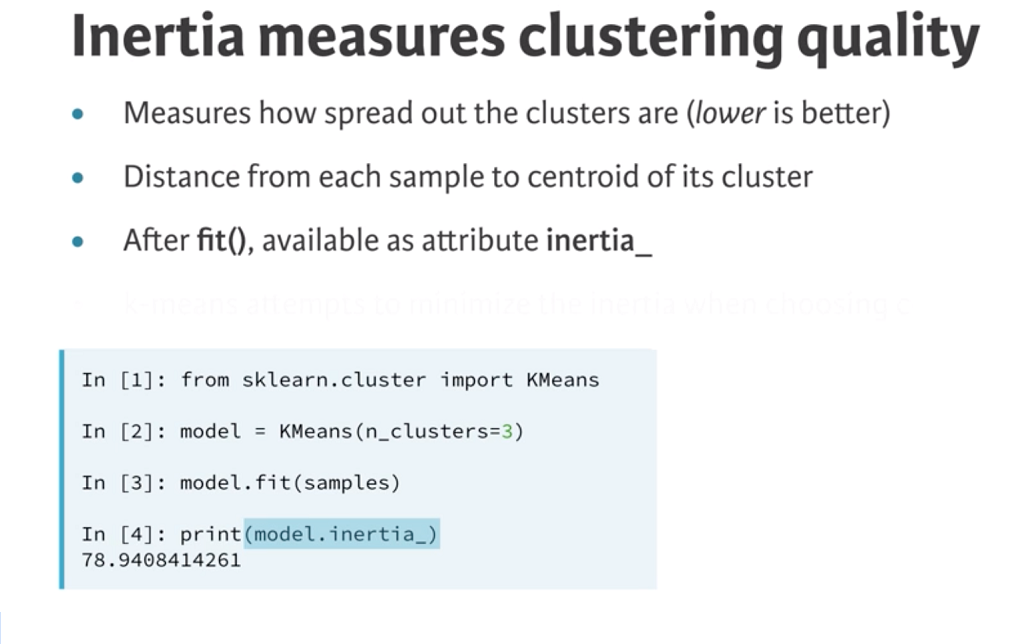 Inertia measures clustering quality
• Measures how spread out the clusters are (lower is better)
• Distance from each sample to centroid of its cluster
• After fit(), available as attribute inertia_
• k-means attempts to minimize the inertia when choosing c
In [1]: from sklearn.cluster import KMeans
In [2]: model = KMeans(n_clusters=3)
In [3]: model.fit(samples)
In [4]: print(model.inertia_)
78.9408414261